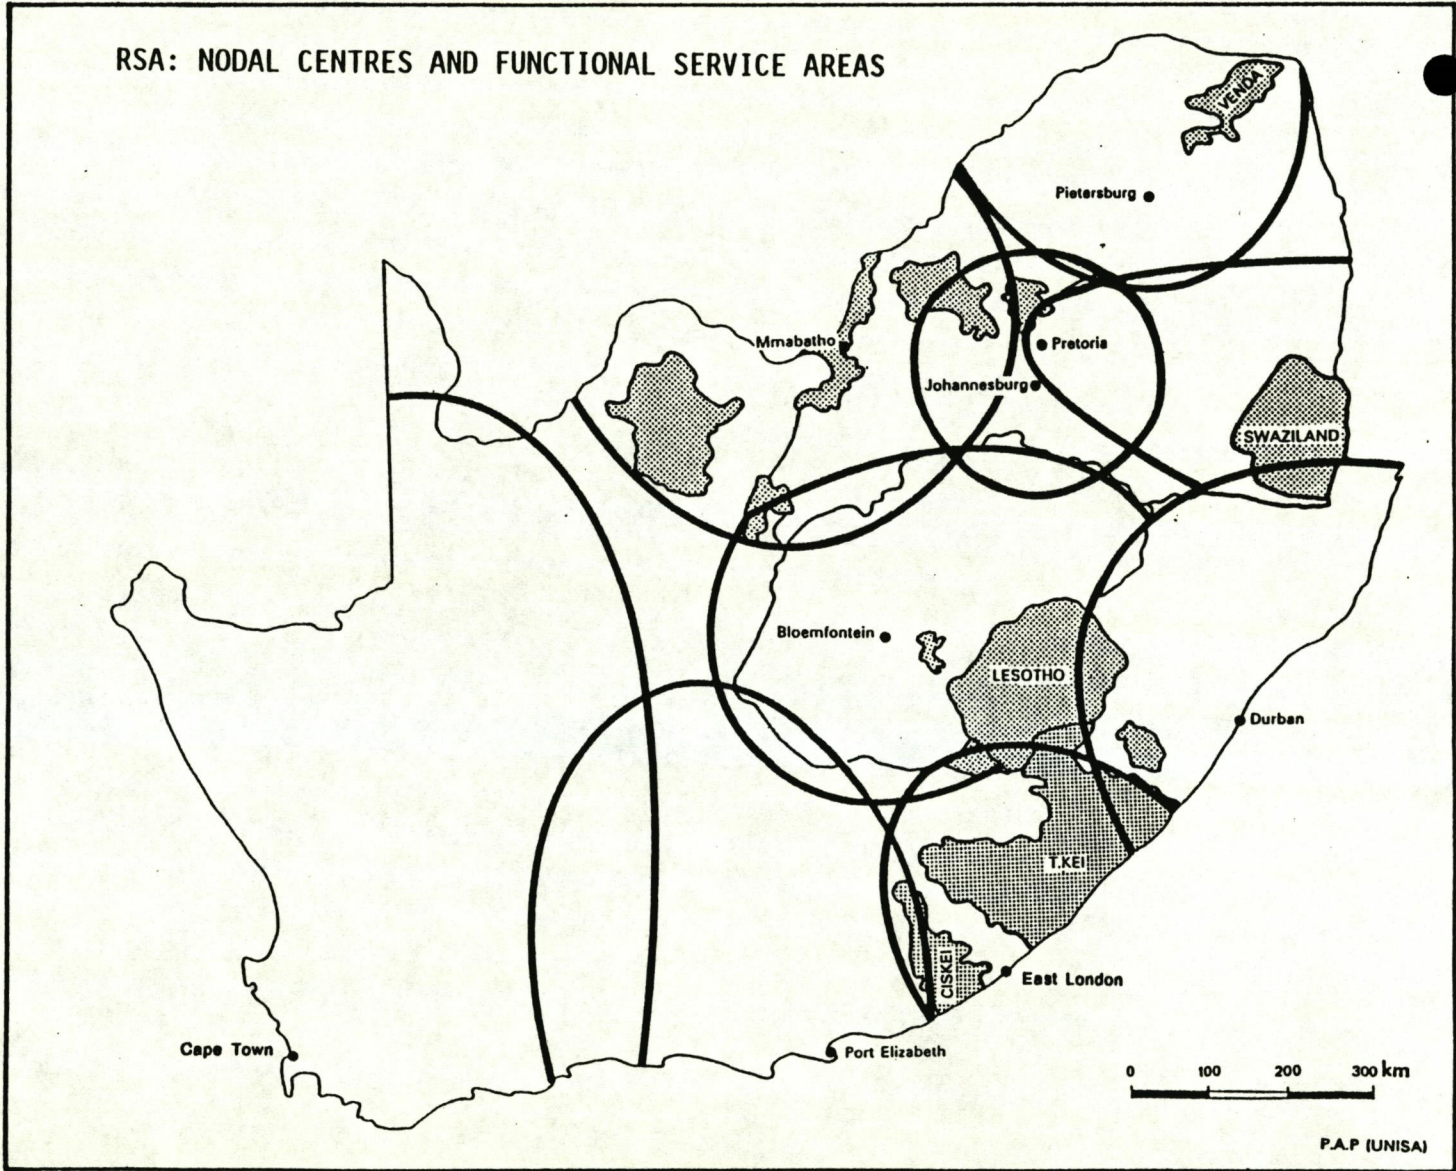 RSA: NODAL CENTRES AND FUNCTIONAL SERVICE AREAS
VENDA
Pietersburg
Mmabatho
Pretoria
Johannesburg
SWAZILAND
Bloemfontein
LESOTHO
Durban
T.KEI
CISKEI
East London
Cape Town
Port Elizabeth
0 100 200 300 km
P.A.P (UNISA)